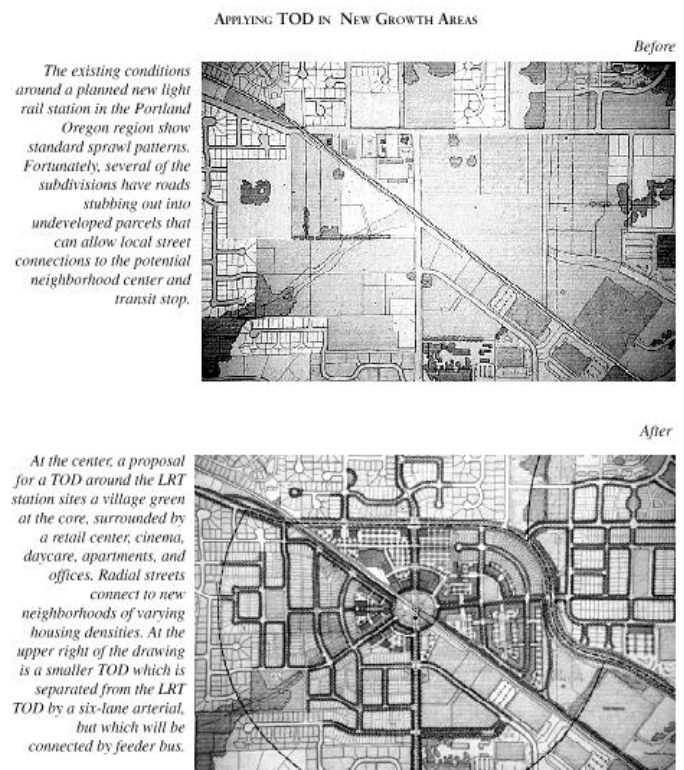 APPLYING TOD IN NEW GROWTH AREAS
Before
The existing conditions
around a planned new light
rail station in the Portland
Oregon region show
standard sprawl patterns.
Fortunately, several of the
subdivisions have roads
stubbing out into
undeveloped parcels that
can allow local street
connections to the potential
neighborhood center and
transit stop.
After
At the center, a proposal
for a TOD around the LRT
station sites a village green
at the core, surrounded by
a retail center, cinema,
daycare, apartments, and
offices. Radial streets
connect to new
neighborhoods of varying
housing densities. At the
upper right of the drawing
is a smaller TOD which is
separated from the LRT
TOD by a six-lane arterial,
but which will be
connected by feeder bus.